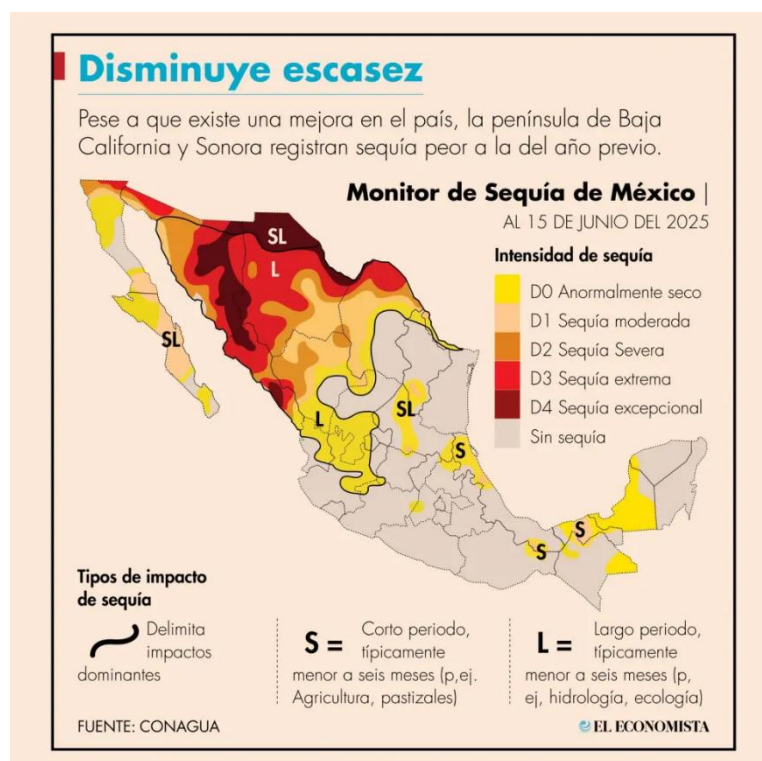 Disminuye escasez
Pese a que existe una mejora en el país, la península de Baja
California y Sonora registran sequía peor a la del año previo.
Monitor de Sequía de México |
AL 15 DE JUNIO DEL 2025
Intensidad de sequía
D0 Anormalmente seco
D1 Sequía moderada
D2 Sequía Severa
D3 Sequía extrema
D4 Sequía excepcional
Sin sequía
SL
L
SL
L
SL
S
S
S
Tipos de impacto
de sequía
Delimita
impactos
dominantes
S =
Corto periodo,
típicamente
menor a seis meses (p,ej.
Agricultura, pastizales)
L =
Largo periodo,
típicamente
menor a seis meses (p,
ej, hidrología, ecología)
FUENTE: CONAGUA
EL ECONOMISTA